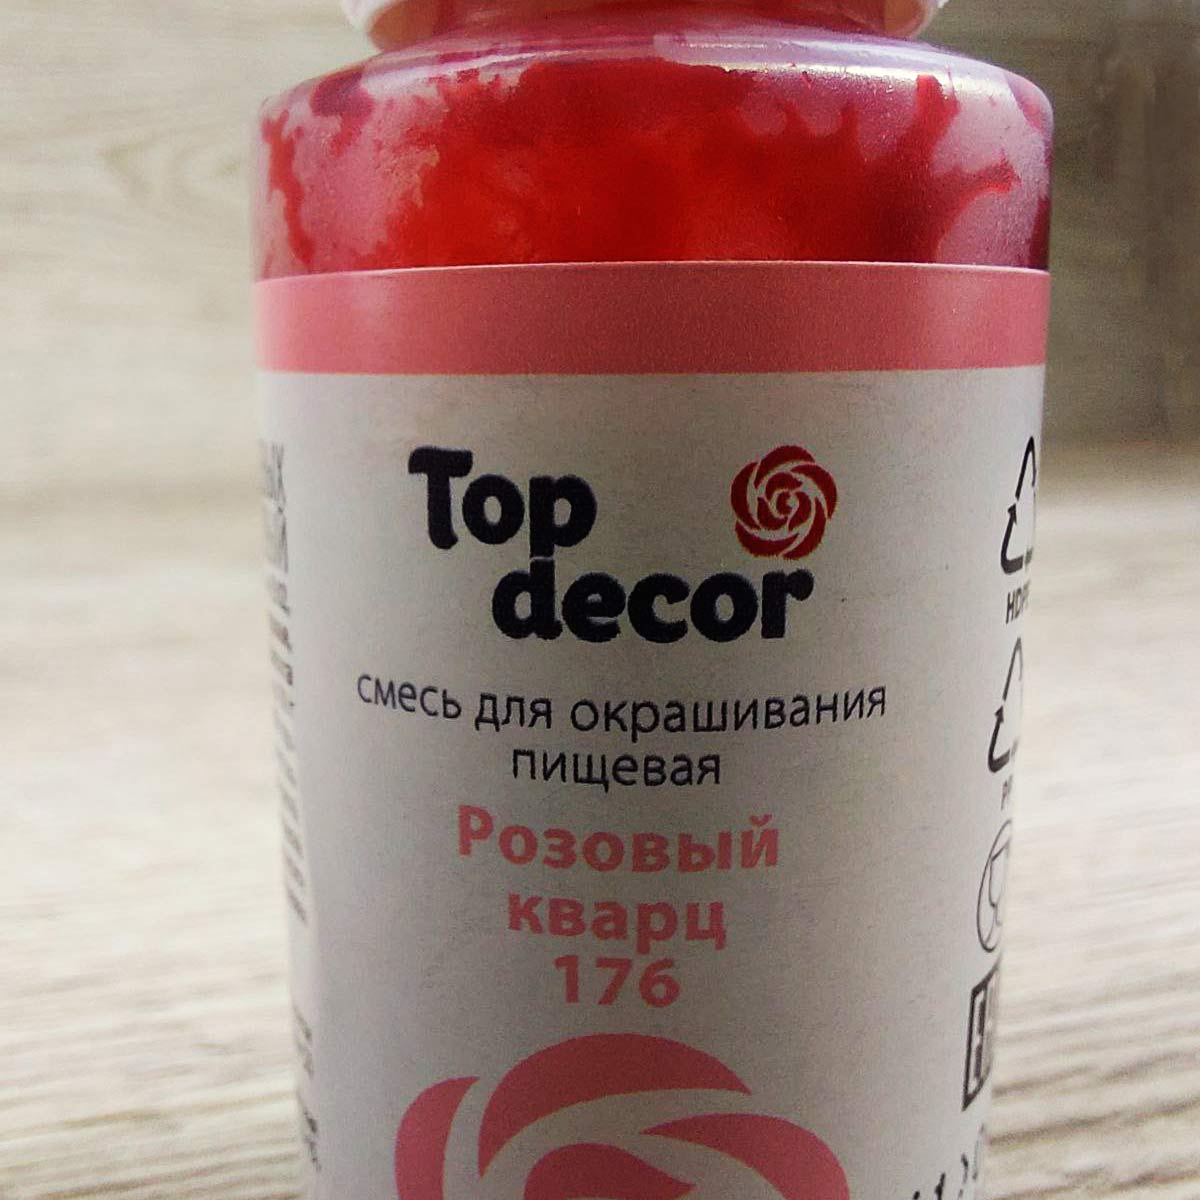 Top
decor
смесь для окрашивания
пищевая
Розовый
кварц
176